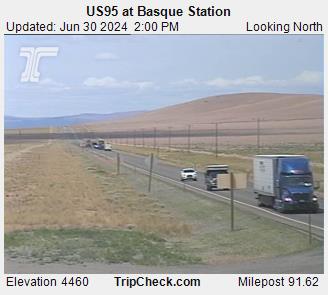 US95 at Basque Station
Updated: Jun 30 2024 2:00 PM Looking North
Elevation 4460 TripCheck.com Milepost 91.62